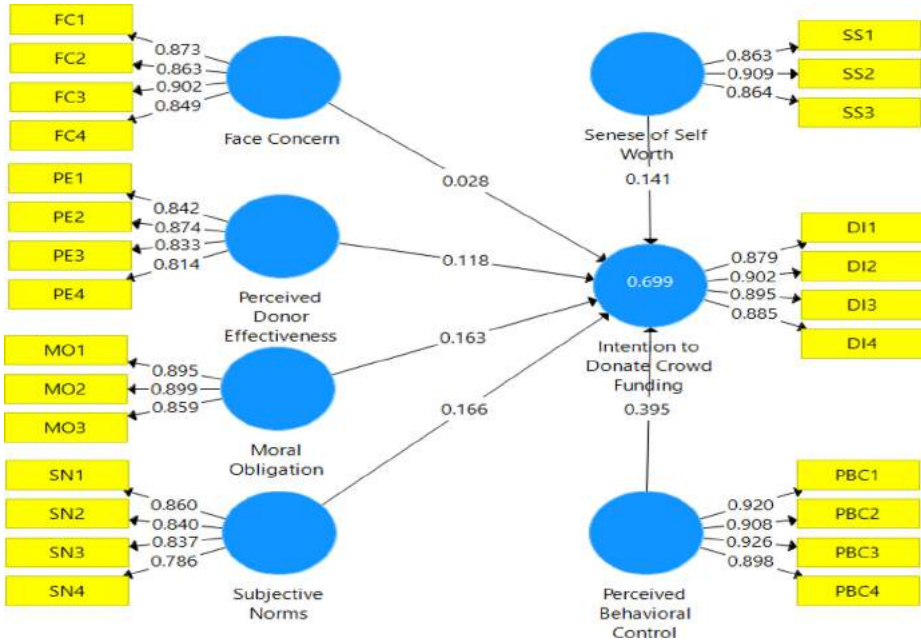 FC1
FC2
FC3
FC4
0.873
0.863
0.902
0.849
Face Concern
0.028
SS1
SS2
SS3
0.863
0.909
0.864
Senese of Self
Worth
0.141
PE1
PE2
PE3
PE4
0.842
0.874
0.833
0.814
Perceived
Donor
Effectiveness
0.118
0.699
Intention to
Donate Crowd
Funding
DI1
DI2
DI3
DI4
0.879
0.902
0.895
0.885
MO1
MO2
MO3
0.895
0.899
0.859
Moral
Obligation
0.163
SN1
SN2
SN3
SN4
0.860
0.840
0.837
0.786
Subjective
Norms
0.166
0.395
Perceived
Behavioral
Control
0.920
0.908
0.926
0.898
PBC1
PBC2
PBC3
PBC4